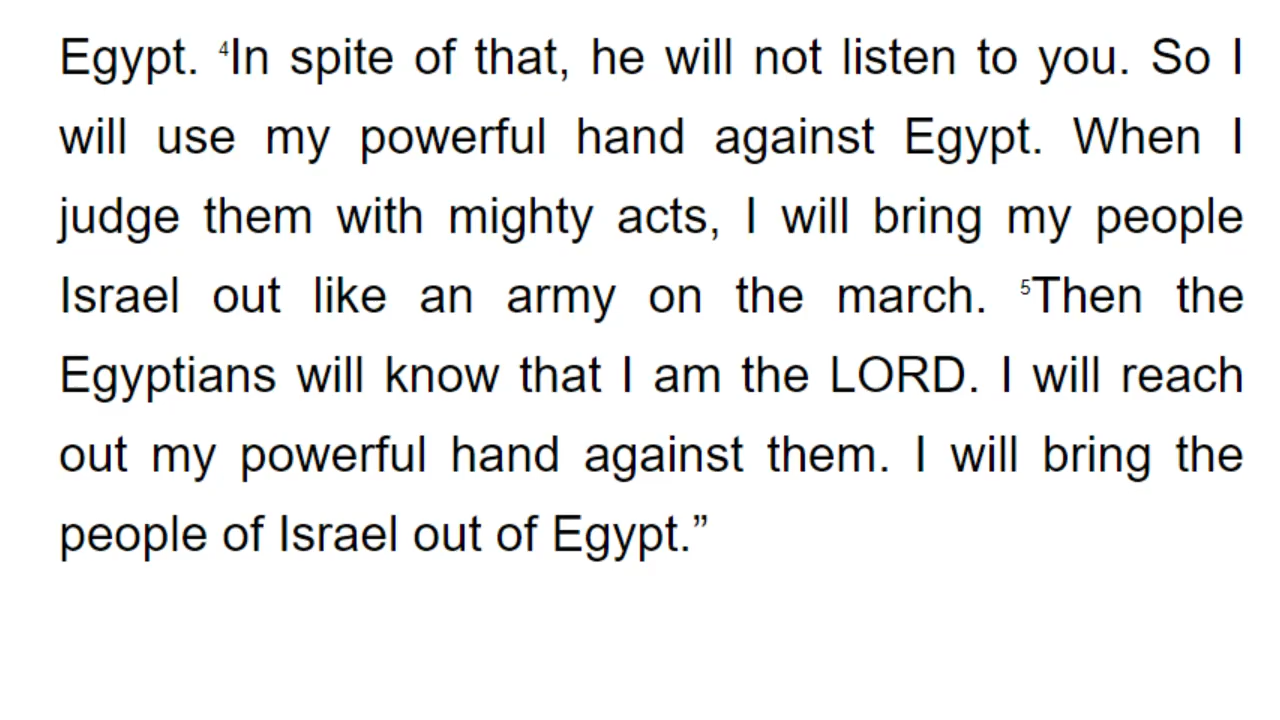 Egypt. ⁴In spite of that, he will not listen to you. So I
will use my powerful hand against Egypt. When I
judge them with mighty acts, I will bring my people
Israel out like an army on the march. ⁵Then the
Egyptians will know that I am the LORD. I will reach
out my powerful hand against them. I will bring the
people of Israel out of Egypt.”